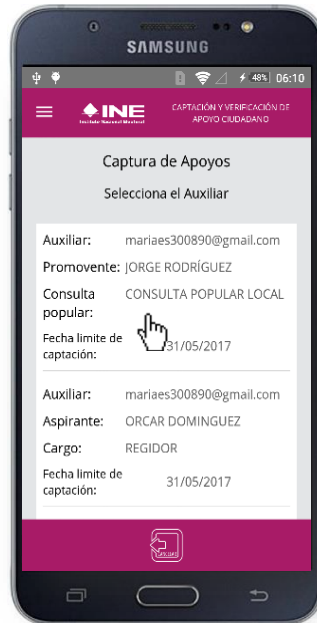 SAMSUNG
48% 06:10
INE
Instituto Nacional Electoral
CAPTACIÓN Y VERIFICACIÓN DE
APOYO CIUDADANO
Captura de Apoyos
Selecciona el Auxiliar
Auxiliar: mariaes300890@gmail.com
Promovente: JORGE RODRÍGUEZ
Consulta CONSULTA POPULAR LOCAL
popular:
Fecha limite de
captación: 31/05/2017
Auxiliar: mariaes300890@gmail.com
Aspirante: ORCAR DOMINGUEZ
Cargo: REGIDOR
Fecha limite de
captación: 31/05/2017